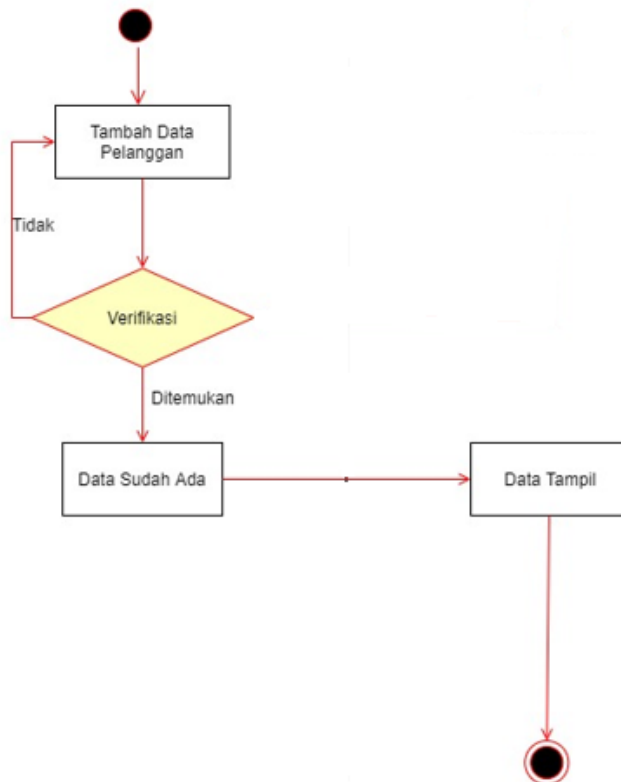 Tambah Data
Pelanggan
Tidak
Verifikasi
Ditemukan
Data Sudah Ada
Data Tampil